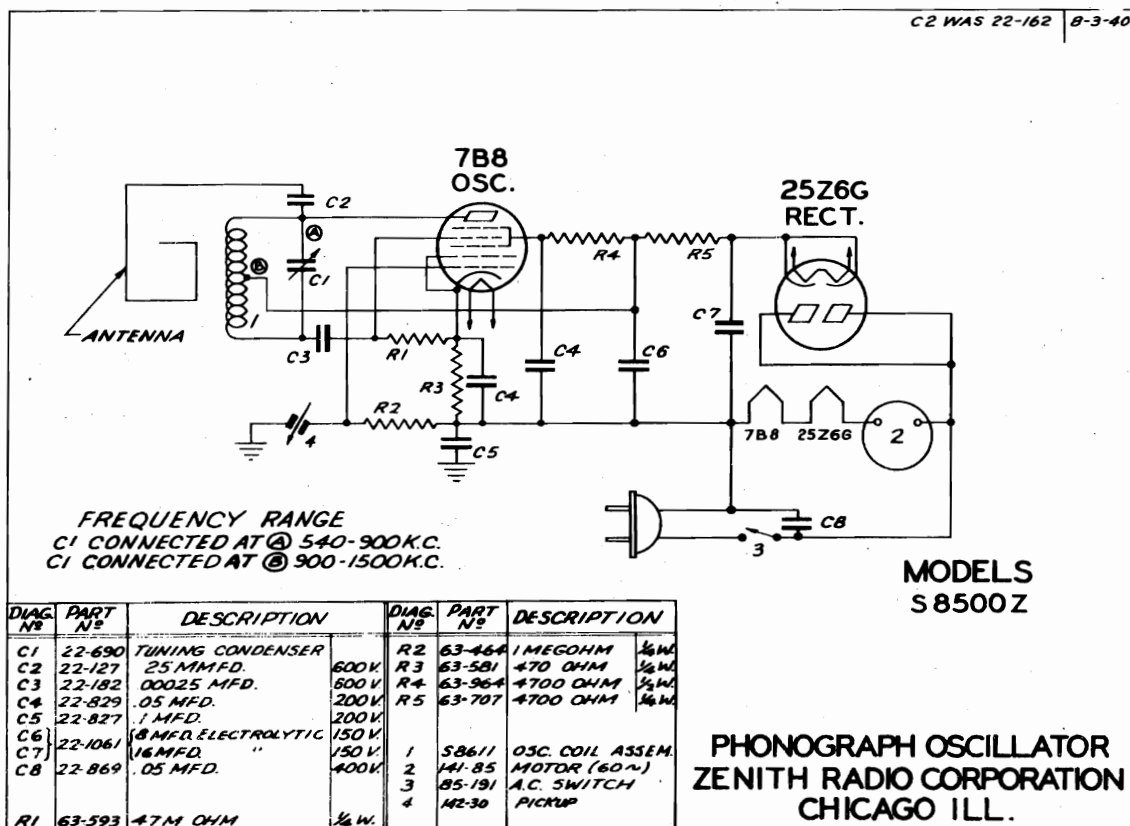 C2 WAS 22-162 8-3-40
7B8
OSC.
25Z6G
RECT.
C2
A
C1
B
1
ANTENNA
C3
R1
R3
C4
R2
4
C5
R4
C4
C6
R5
C7
7B8
25Z6G
2
C8
3
FREQUENCY RANGE
C1 CONNECTED AT Ⓐ 540-900K.C.
C1 CONNECTED AT Ⓑ 900-1500K.C.
MODELS
S8500Z
DIAG. Nº PART Nº DESCRIPTION DIAG. Nº PART Nº DESCRIPTION
C1 22-690 TUNING CONDENSER R2 63-464 1 MEGOHM ¼W.
C2 22-127 25 MMFD. 600V. R3 63-581 470 OHM ¼W.
C3 22-182 .00025 MFD. 600V. R4 63-964 4700 OHM ½W.
C4 22-829 .05 MFD. 200V. R5 63-707 4700 OHM ¼W.
C5 22-827 .1 MFD. 200V.
C6 22-1061 8 MFD. ELECTROLYTIC 150V.
C7 16 MFD. " 150V. 1 S8611 OSC. COIL ASSEM.
C8 22-869 .05 MFD. 400V. 2 141-85 MOTOR (60~)
3 85-191 A.C. SWITCH
4 142-30 PICKUP
R1 63-593 47M OHM ¼W.
PHONOGRAPH OSCILLATOR
ZENITH RADIO CORPORATION
CHICAGO ILL.